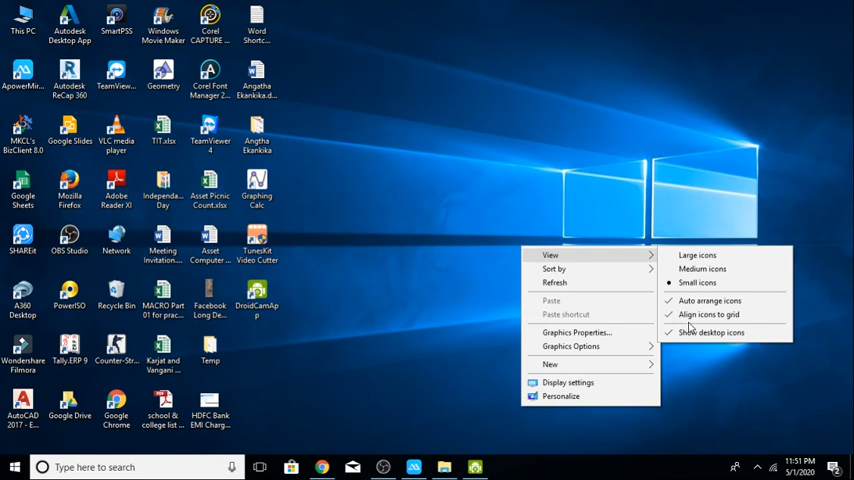 This PC
Autodesk
Desktop App
SmartPSS
Windows
Movie Maker
Corel
CAPTURE ...
Word
Shortc...
ApowerMir...
Autodesk
ReCap 360
TeamView...
Geometry
Corel Font
Manager 2...
Angatha
Ekankika.d...
MKCL's
BizClient 8.0
Google Slides
VLC media
player
TIT.xlsx
TeamViewer
4
Angtha
Ekankika
Google
Sheets
Mozilla
Firefox
Adobe
Reader XI
Independa...
Day
Asset Picnic
Count.xlsx
Graphing
Calc
SHAREit
OBS Studio
Network
Meeting
Invitation....
Asset
Computer ...
TunesKit
Video Cutter
A360
Desktop
PowerISO
Recycle Bin
MACRO Part
01 for prac...
Facebook
Long De...
DroidCamAp
p
Wondershare
Filmora
Tally.ERP 9
Counter-Str...
Karjat and
Vangani ...
Temp
AutoCAD
2017 - E...
Google Drive
Google
Chrome
school &
college list ...
HDFC Bank
EMI Charg...
View
Sort by
Refresh
Paste
Paste shortcut
Graphics Properties...
Graphics Options
New
Display settings
Personalize
Large icons
Medium icons
Small icons
Auto arrange icons
Align icons to grid
Show desktop icons
Type here to search
11:51 PM
5/1/2020
2